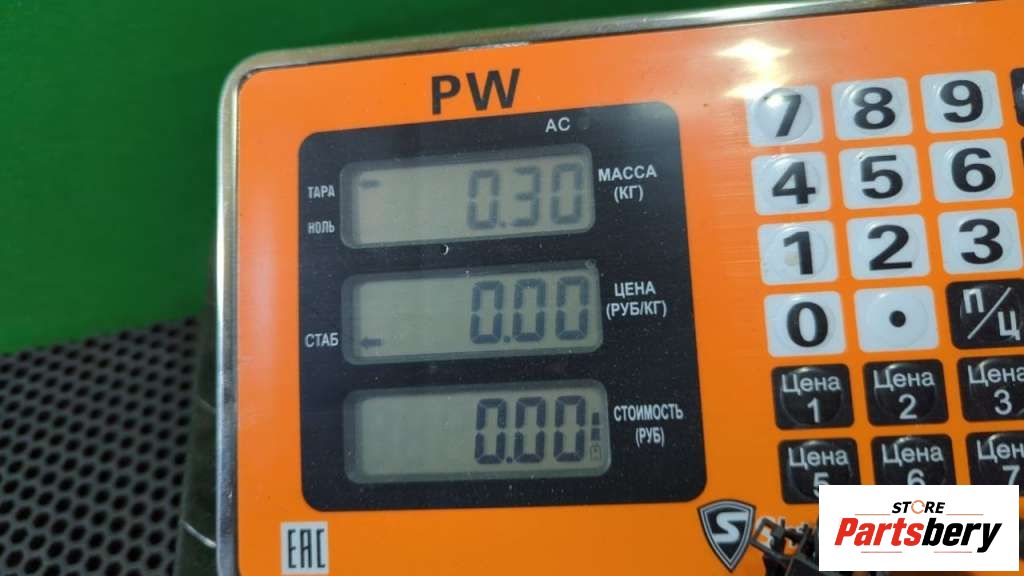 PW
AC
ТАРА
НОЛЬ
0.30
МАССА
(КГ)
СТАБ
0.00
ЦЕНА
(РУБ/КГ)
0.00
СТОИМОСТЬ
(РУБ)
7 8 9
4 5 6
1 2 3
0 . П/Ц
Цена 1
Цена 2
Цена 3
Цена 5
Цена 6
7
EAC
S
STORE
Partsbery